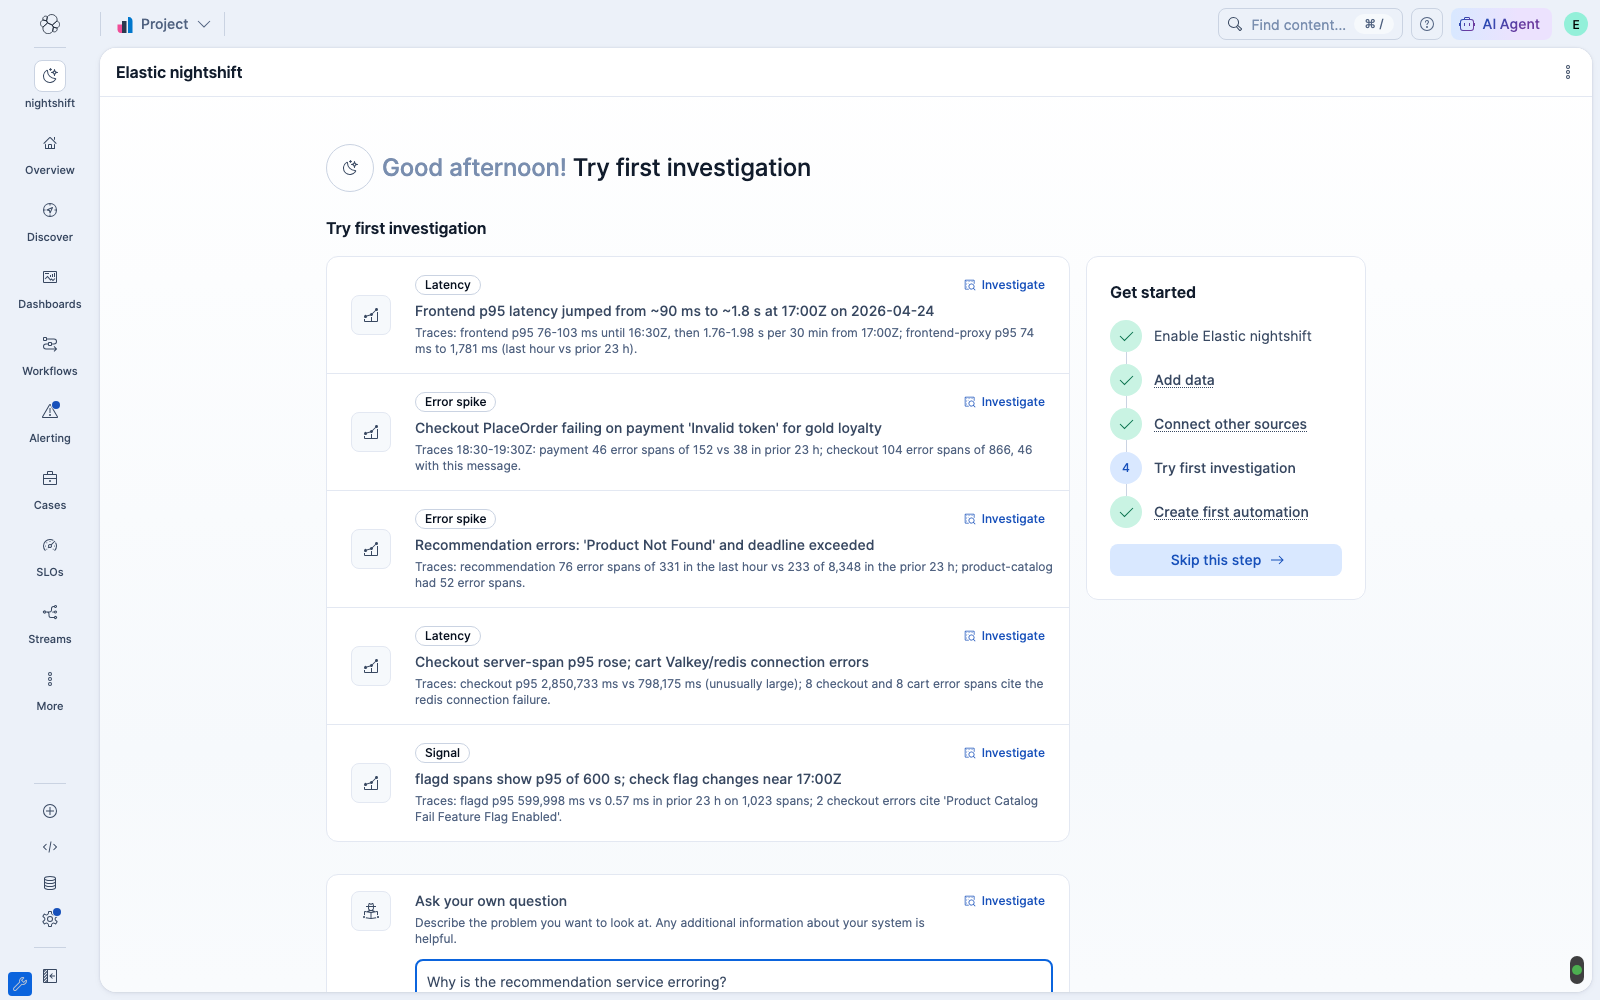 Project
Find content...
⌘ /
AI Agent
E
nightshift
Overview
Discover
Dashboards
Workflows
Alerting
Cases
SLOs
Streams
More
Elastic nightshift
Good afternoon! Try first investigation
Try first investigation
Latency
Investigate
Frontend p95 latency jumped from ~90 ms to ~1.8 s at 17:00Z on 2026-04-24
Traces: frontend p95 76-103 ms until 16:30Z, then 1.76-1.98 s per 30 min from 17:00Z; frontend-proxy p95 74
ms to 1,781 ms (last hour vs prior 23 h).
Error spike
Investigate
Checkout PlaceOrder failing on payment 'Invalid token' for gold loyalty
Traces 18:30-19:30Z: payment 46 error spans of 152 vs 38 in prior 23 h; checkout 104 error spans of 866, 46
with this message.
Error spike
Investigate
Recommendation errors: 'Product Not Found' and deadline exceeded
Traces: recommendation 76 error spans of 331 in the last hour vs 233 of 8,348 in the prior 23 h; product-catalog
had 52 error spans.
Latency
Investigate
Checkout server-span p95 rose; cart Valkey/redis connection errors
Traces: checkout p95 2,850,733 ms vs 798,175 ms (unusually large); 8 checkout and 8 cart error spans cite the
redis connection failure.
Signal
Investigate
flagd spans show p95 of 600 s; check flag changes near 17:00Z
Traces: flagd p95 599,998 ms vs 0.57 ms in prior 23 h on 1,023 spans; 2 checkout errors cite 'Product Catalog
Fail Feature Flag Enabled'.
Ask your own question
Investigate
Describe the problem you want to look at. Any additional information about your system is
helpful.
Why is the recommendation service erroring?
Get started
Enable Elastic nightshift
Add data
Connect other sources
4
Try first investigation
Create first automation
Skip this step